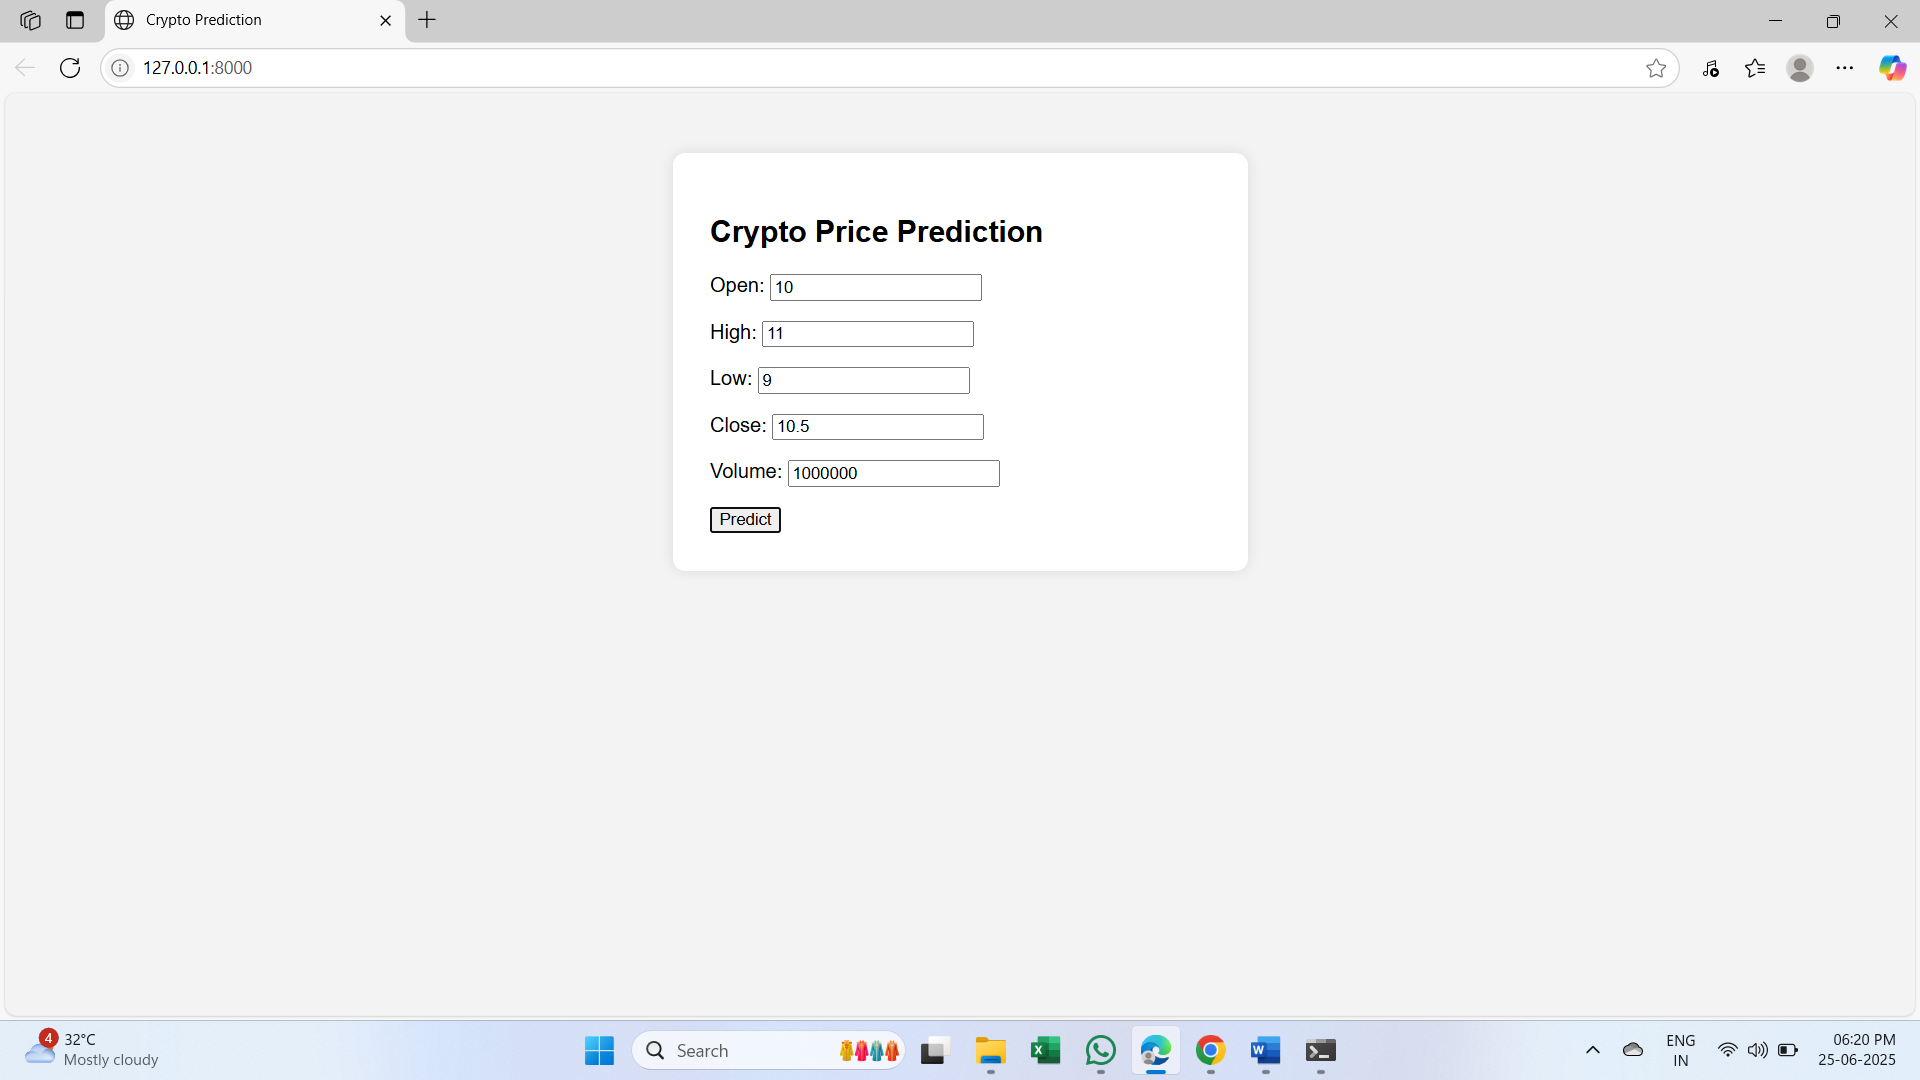 Crypto Prediction
127.0.0.1:8000
Crypto Price Prediction
Open: 10
High: 11
Low: 9
Close: 10.5
Volume: 1000000
Predict
4
32°C
Mostly cloudy
Search
X
W
ENG
IN
06:20 PM
25-06-2025